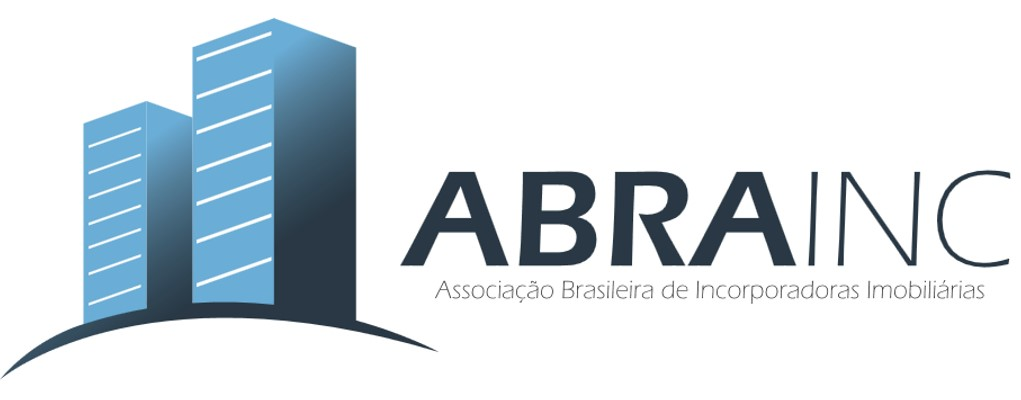 ABRAINC
Associação Brasileira de Incorporadoras Imobiliárias